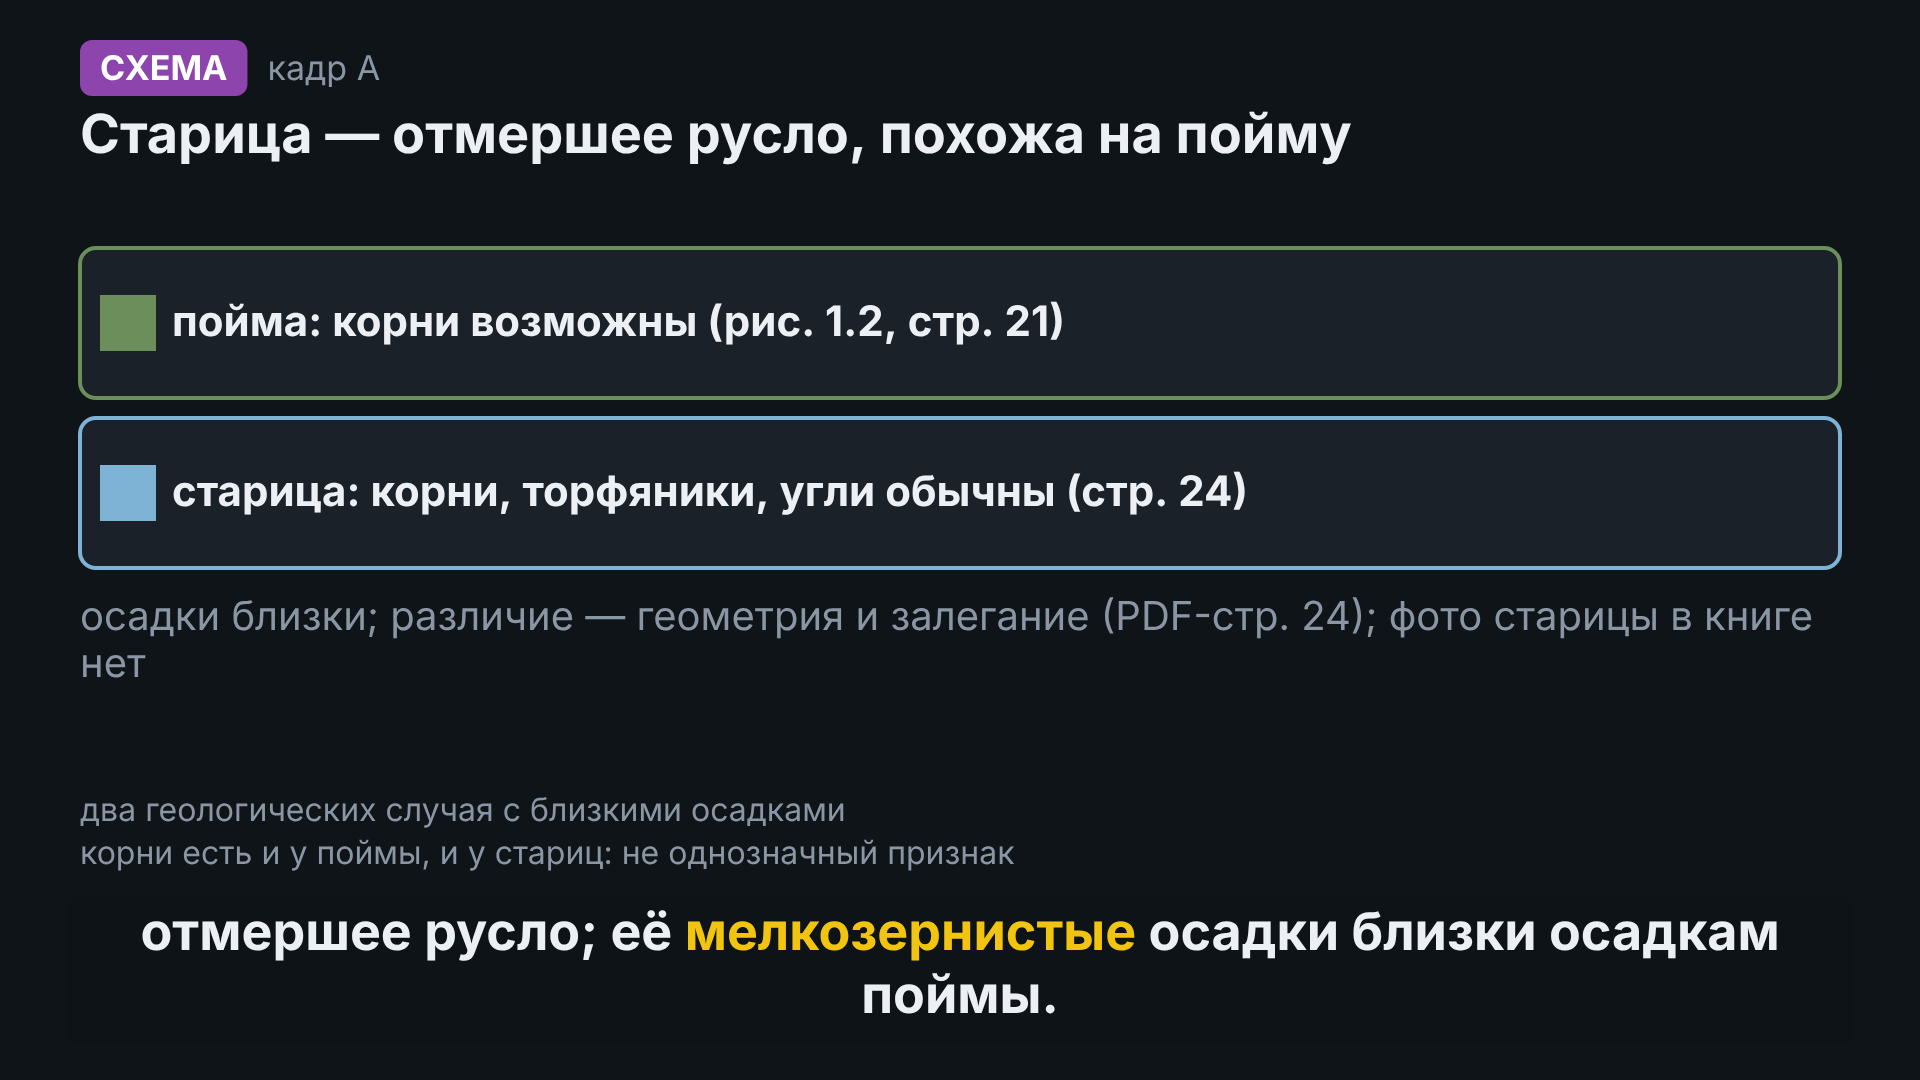 СХЕМА кадр А
Старица — отмершее русло, похожа на пойму
пойма: корни возможны (рис. 1.2, стр. 21)
старица: корни, торфяники, угли обычны (стр. 24)
осадки близки; различие — геометрия и залегание (PDF-стр. 24); фото старицы в книге
нет
два геологических случая с близкими осадками
корни есть и у поймы, и у стариц: не однозначный признак
отмершее русло; её мелкозернистые осадки близки осадкам
поймы.